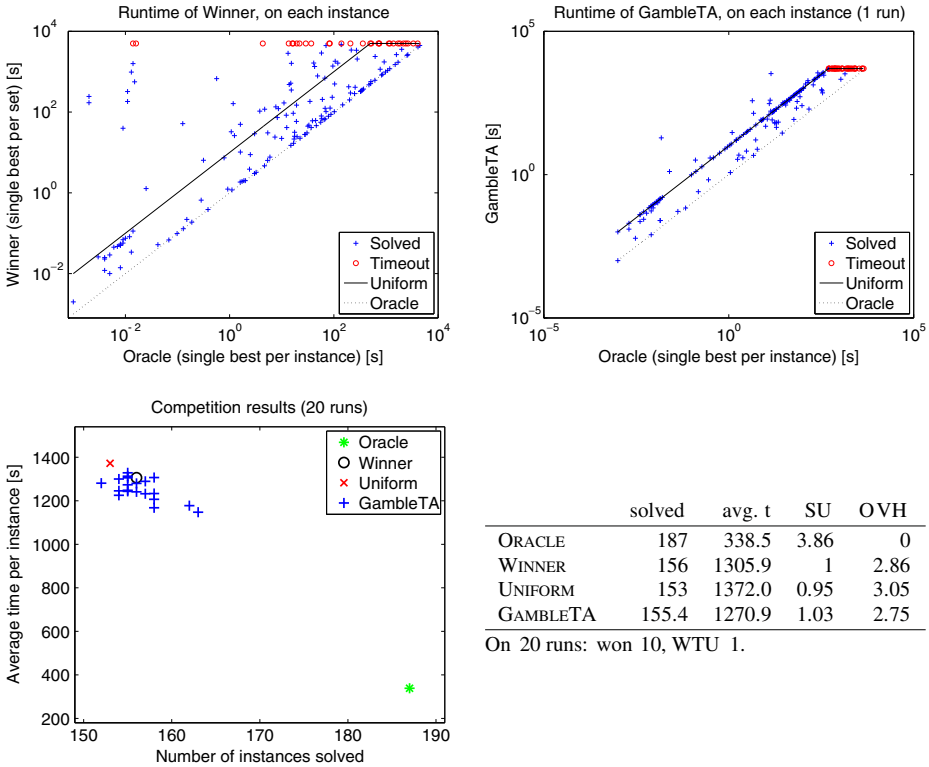 Runtime of Winner, on each instance
Winner (single best per set) [s]
10^4
10^2
10^0
10^-2
10^-2 10^0 10^2 10^4
Oracle (single best per instance) [s]
Solved
Timeout
Uniform
Oracle
Runtime of GambleTA, on each instance (1 run)
GambleTA [s]
10^5
10^0
10^-5
10^-5 10^0 10^5
Oracle (single best per instance) [s]
Solved
Timeout
Uniform
Oracle
Competition results (20 runs)
Average time per instance [s]
1400
1200
1000
800
600
400
200
150 160 170 180 190
Number of instances solved
Oracle
Winner
Uniform
GambleTA
solved avg. t SU OVH
ORACLE 187 338.5 3.86 0
WINNER 156 1305.9 1 2.86
UNIFORM 153 1372.0 0.95 3.05
GAMBLETA 155.4 1270.9 1.03 2.75
On 20 runs: won 10, WTU 1.